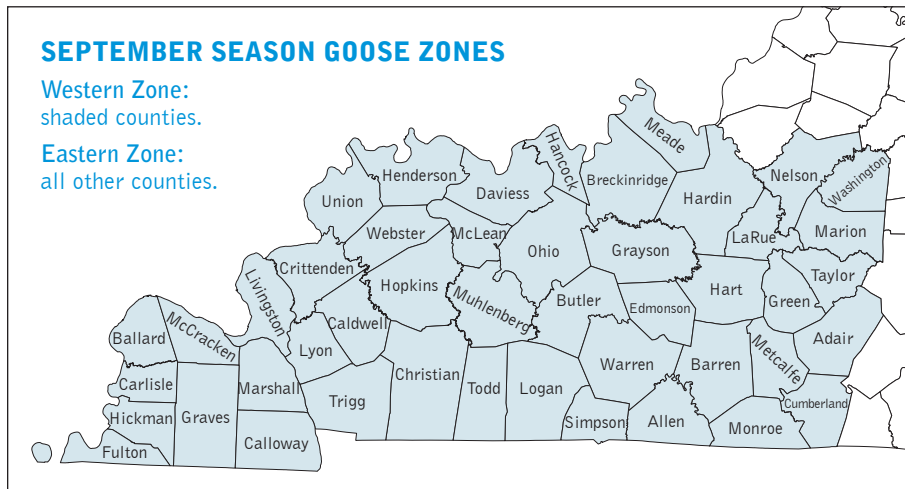 SEPTEMBER SEASON GOOSE ZONES
Western Zone:
shaded counties.
Eastern Zone:
all other counties.
Meade
Hancock
Breckinridge
Nelson
Washington
Henderson
Daviess
Hardin
Union
Webster
McLean
Ohio
Grayson
LaRue
Marion
Crittenden
Livingston
Hopkins
Muhlenberg
Butler
Edmonson
Hart
Green
Taylor
Ballard
McCracken
Lyon
Caldwell
Warren
Barren
Metcalfe
Adair
Carlisle
Marshall
Christian
Todd
Logan
Trigg
Hickman
Graves
Simpson
Allen
Monroe
Cumberland
Fulton
Calloway